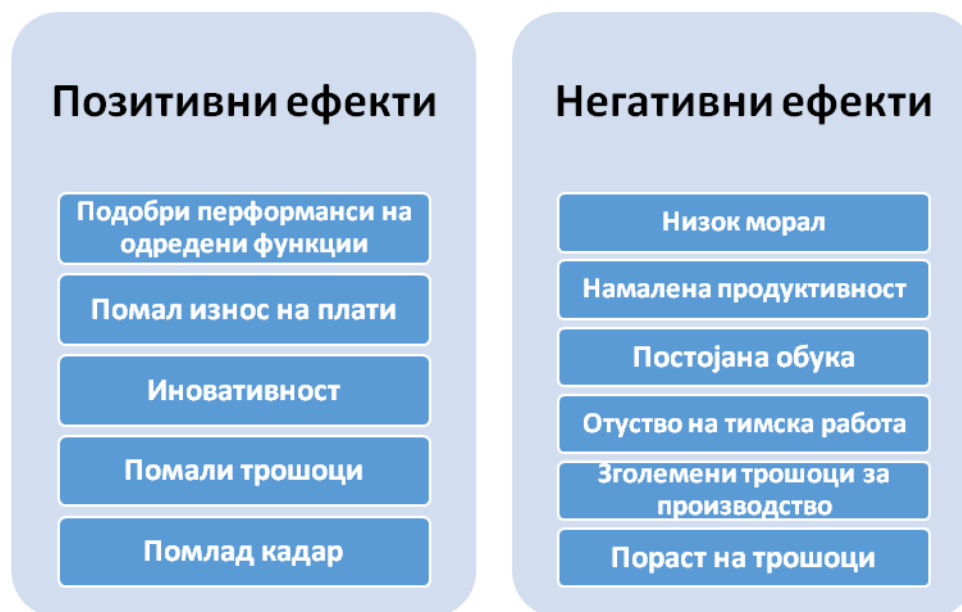 Позитивни ефекти
Подобри перформанси на
одредени функции
Помал износ на плати
Иновативност
Помали трошоци
Помлад кадар
Негативни ефекти
Низок морал
Намалена продуктивност
Постојана обука
Отуство на тимска работа
Зголемени трошоци за
производство
Пораст на трошоци